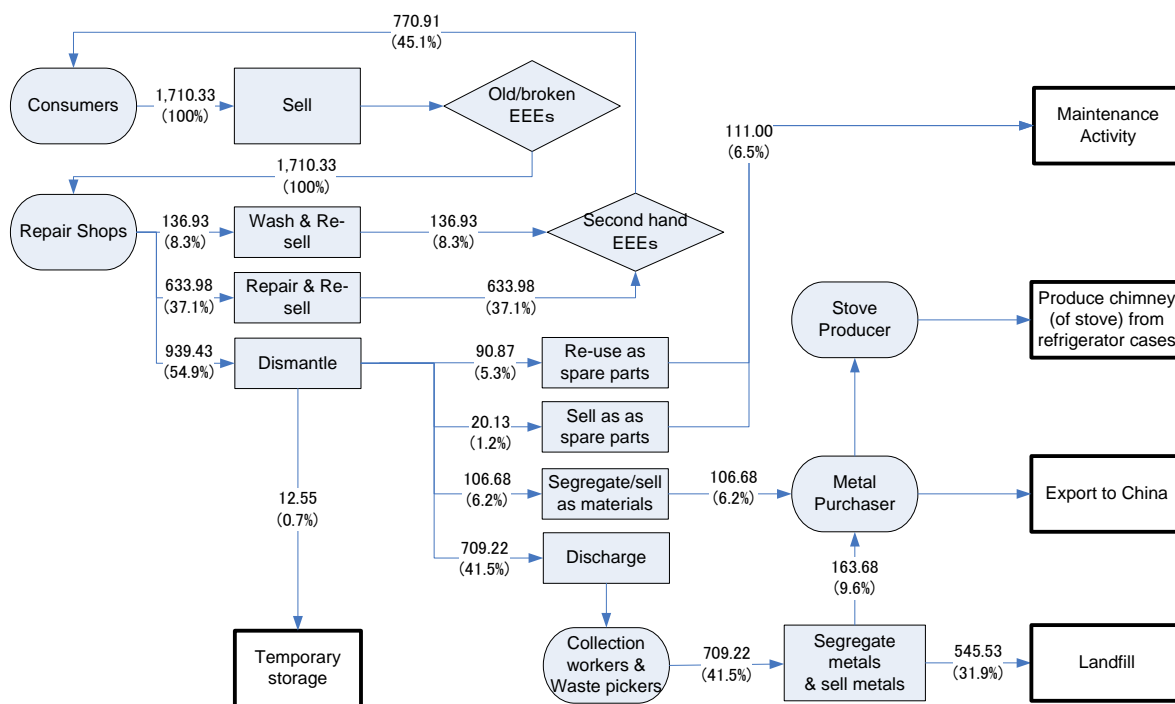 770.91
(45.1%)
Consumers
1,710.33
(100%)
Sell
Old/broken
EEEs
111.00
(6.5%)
Maintenance
Activity
1,710.33
(100%)
Repair Shops
136.93
(8.3%)
Wash & Re-
sell
136.93
(8.3%)
Second hand
EEEs
633.98
(37.1%)
Repair & Re-
sell
633.98
(37.1%)
Stove
Producer
Produce chimney
(of stove) from
refrigerator cases
939.43
(54.9%)
Dismantle
90.87
(5.3%)
Re-use as
spare parts
20.13
(1.2%)
Sell as as
spare parts
106.68
(6.2%)
Segregate/sell
as materials
106.68
(6.2%)
Metal
Purchaser
Export to China
12.55
(0.7%)
709.22
(41.5%)
Discharge
163.68
(9.6%)
Temporary
storage
Collection
workers &
Waste pickers
709.22
(41.5%)
Segregate
metals
& sell metals
545.53
(31.9%)
Landfill